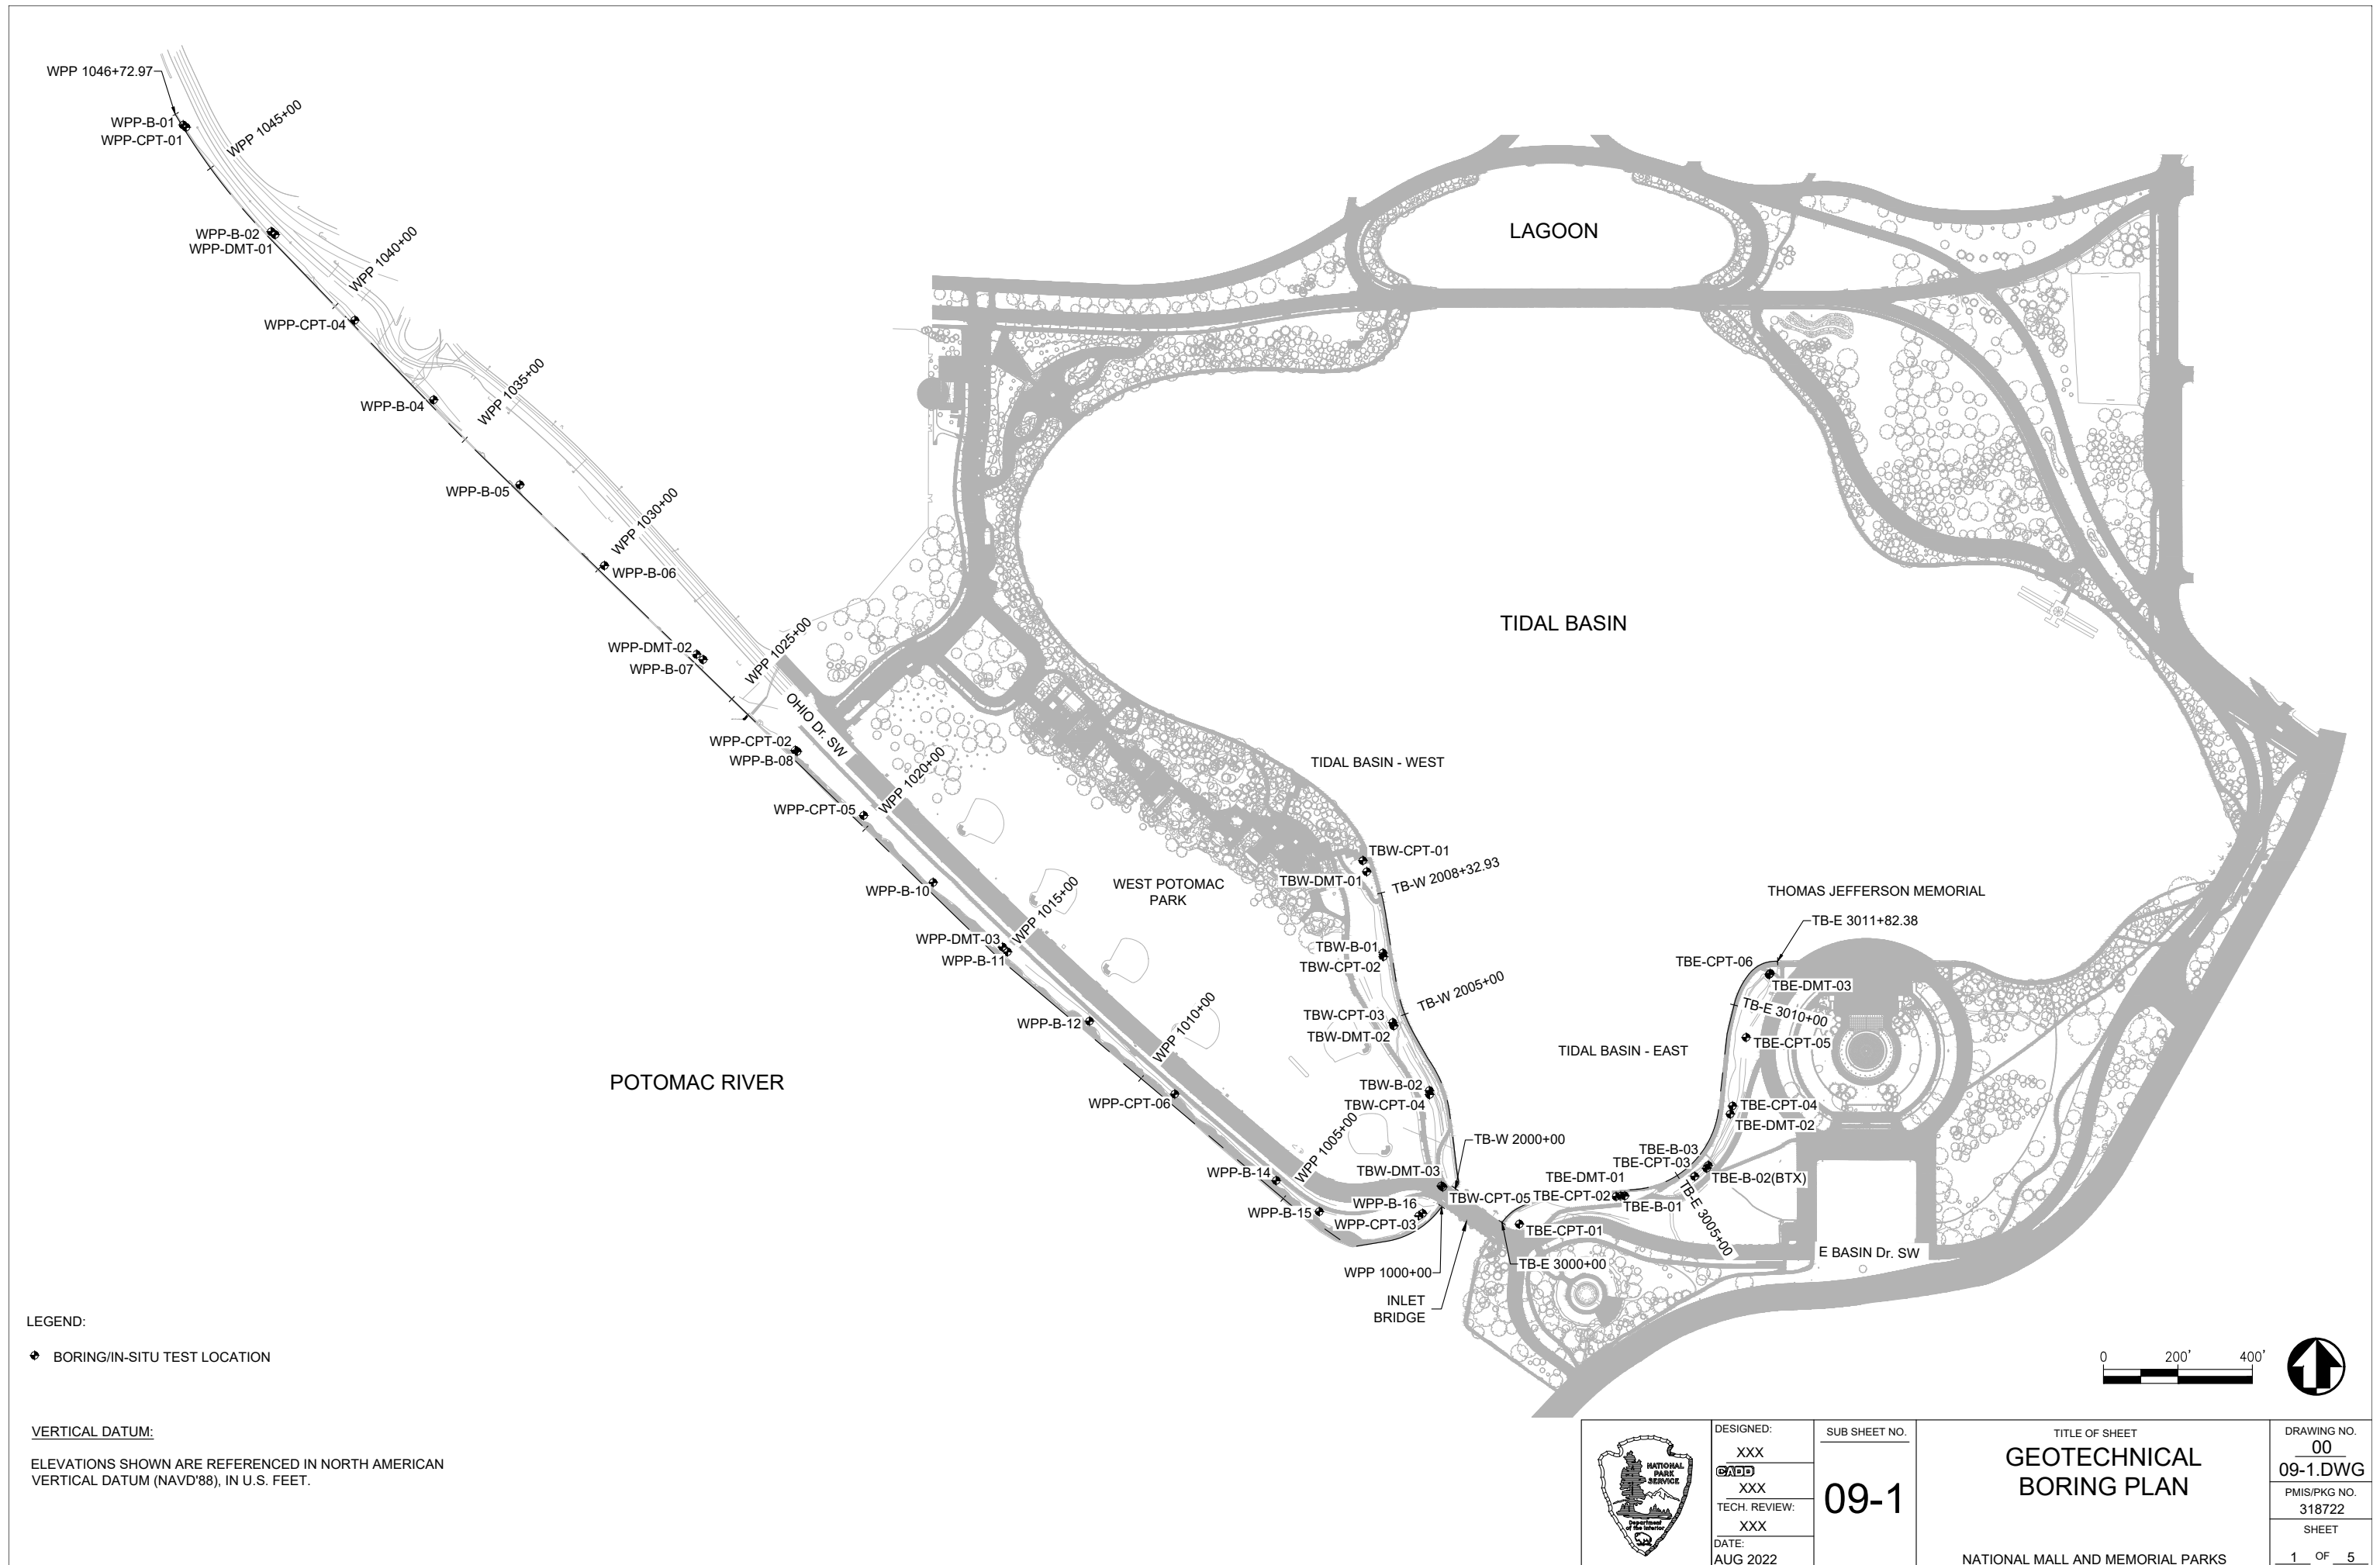 WPP 1046+72.97
WPP-B-01
WPP-CPT-01
WPP 1045+00
WPP-B-02
WPP-DMT-01
WPP 1040+00
WPP-CPT-04
WPP-B-04
WPP 1035+00
WPP-B-05
WPP 1030+00
WPP-B-06
WPP-DMT-02
WPP-B-07
WPP 1025+00
OHIO Dr. SW
WPP-CPT-02
WPP-B-08
WPP 1020+00
WPP-CPT-05
WPP-B-10
WPP 1015+00
WPP-DMT-03
WPP-B-11
WPP-B-12
WPP 1010+00
WPP-CPT-06
WPP 1005+00
WPP-B-14
WPP-B-15
WPP-B-16
WPP-CPT-03
WPP 1000+00
INLET
BRIDGE
POTOMAC RIVER
WEST POTOMAC
PARK
LAGOON
TIDAL BASIN
TIDAL BASIN - WEST
TBW-CPT-01
TBW-DMT-01
TB-W 2008+32.93
TBW-B-01
TBW-CPT-02
TB-W 2005+00
TBW-CPT-03
TBW-DMT-02
TBW-B-02
TBW-CPT-04
TB-W 2000+00
TBW-DMT-03
TBW-CPT-05
TIDAL BASIN - EAST
THOMAS JEFFERSON MEMORIAL
TB-E 3011+82.38
TBE-CPT-06
TBE-DMT-03
TB-E 3010+00
TBE-CPT-05
TBE-CPT-04
TBE-DMT-02
TBE-B-03
TBE-CPT-03
TBE-B-02(BTX)
TBE-DMT-01
TBE-CPT-02
TBE-B-01
TB-E 3005+00
TBE-CPT-01
TB-E 3000+00
E BASIN Dr. SW
LEGEND:
BORING/IN-SITU TEST LOCATION
VERTICAL DATUM:
ELEVATIONS SHOWN ARE REFERENCED IN NORTH AMERICAN
VERTICAL DATUM (NAVD'88), IN U.S. FEET.
0 200' 400'
NATIONAL
PARK
SERVICE
Department
of the Interior
DESIGNED:
XXX
CADD
XXX
TECH. REVIEW:
XXX
DATE:
AUG 2022
SUB SHEET NO.
09-1
TITLE OF SHEET
GEOTECHNICAL
BORING PLAN
NATIONAL MALL AND MEMORIAL PARKS
DRAWING NO.
00
09-1.DWG
PMIS/PKG NO.
318722
SHEET
1 OF 5